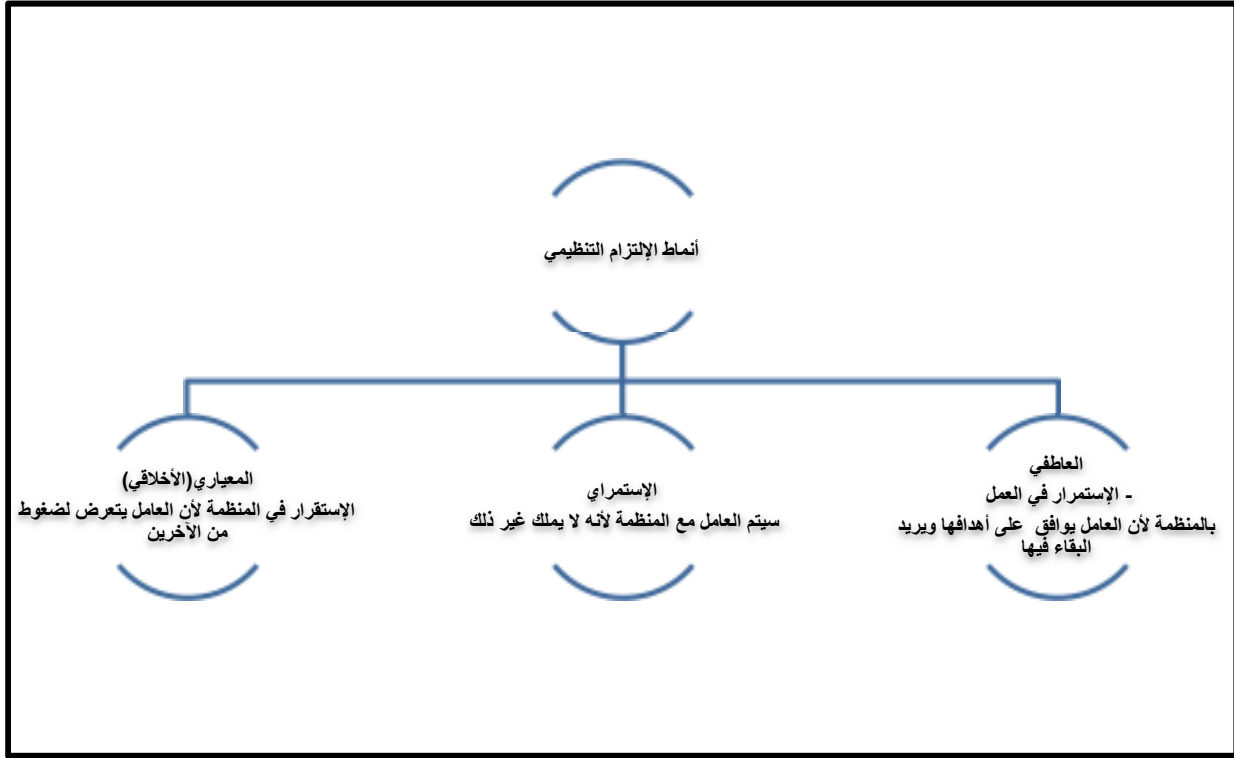 أنماط الإلتزام التنظيمي
العاطفي
- الإستمرار في العمل
بالمنظمة لأن العامل يوافق على أهدافها ويريد
البقاء فيها
الإستمراي
سيتم العامل مع المنظمة لأنه لا يملك غير ذلك
المعياري(الأخلاقي)
الإستقرار في المنظمة لأن العامل يتعرض لضغوط
من الآخرين